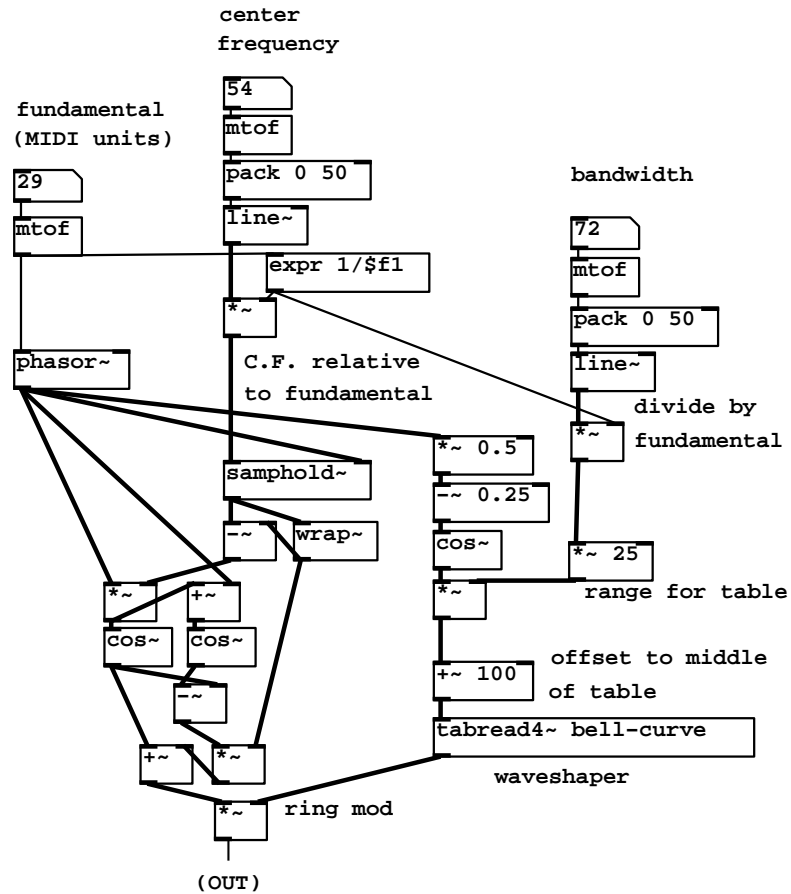 center
frequency
54
fundamental
(MIDI units)
mtof
29
pack 0 50
bandwidth
mtof
line~
72
expr 1/$f1
mtof
*~
pack 0 50
phasor~
C.F. relative
to fundamental
line~
divide by
fundamental
*~
*~ 0.5
samphold~
-~ 0.25
-~
wrap~
cos~
*~ 25
range for table
*~
+~
*~
cos~
cos~
offset to middle
of table
+~ 100
-~
tabread4~ bell-curve
+~
*~
waveshaper
*~
ring mod
(OUT)